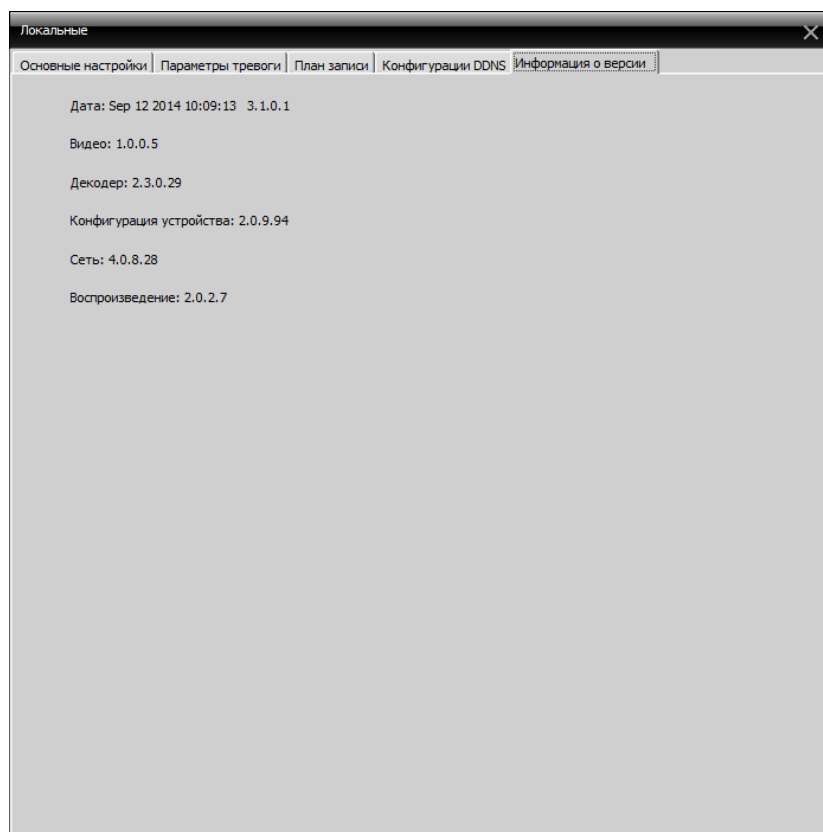 Локальные
Основные настройки Параметры тревоги План записи Конфигурации DDNS Информация о версии
Дата: Sep 12 2014 10:09:13 3.1.0.1
Видео: 1.0.0.5
Декодер: 2.3.0.29
Конфигурация устройства: 2.0.9.94
Сеть: 4.0.8.28
Воспроизведение: 2.0.2.7